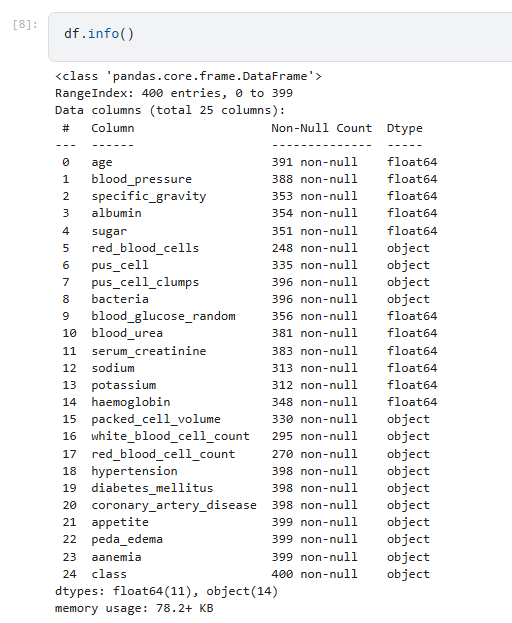 [8]:
df.info()
<class 'pandas.core.frame.DataFrame'>
RangeIndex: 400 entries, 0 to 399
Data columns (total 25 columns):
 #   Column                   Non-Null Count  Dtype
---  ------                   --------------  -----
 0   age                      391 non-null    float64
 1   blood_pressure           388 non-null    float64
 2   specific_gravity         353 non-null    float64
 3   albumin                  354 non-null    float64
 4   sugar                    351 non-null    float64
 5   red_blood_cells          248 non-null    object
 6   pus_cell                 335 non-null    object
 7   pus_cell_clumps          396 non-null    object
 8   bacteria                 396 non-null    object
 9   blood_glucose_random     356 non-null    float64
 10  blood_urea               381 non-null    float64
 11  serum_creatinine         383 non-null    float64
 12  sodium                   313 non-null    float64
 13  potassium                312 non-null    float64
 14  haemoglobin              348 non-null    float64
 15  packed_cell_volume       330 non-null    object
 16  white_blood_cell_count   295 non-null    object
 17  red_blood_cell_count     270 non-null    object
 18  hypertension             398 non-null    object
 19  diabetes_mellitus        398 non-null    object
 20  coronary_artery_disease  398 non-null    object
 21  appetite                 399 non-null    object
 22  peda_edema               399 non-null    object
 23  aanemia                  399 non-null    object
 24  class                    400 non-null    object
dtypes: float64(11), object(14)
memory usage: 78.2+ KB